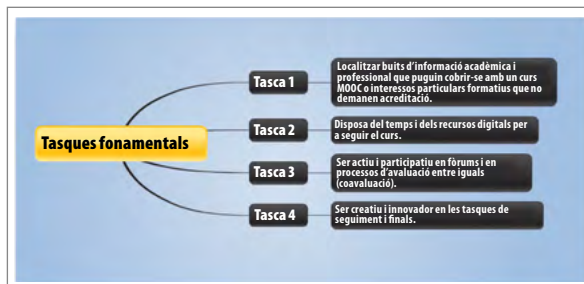 Tasques fonamentals
Tasca 1
Localitzar buits d'informació acadèmica i
professional que puguin cobrir-se amb un curs
MOOC o interessos particulars formatius que no
demanen acreditació.
Tasca 2
Disposa del temps i dels recursos digitals per
a seguir el curs.
Tasca 3
Ser actiu i participatiu en fòrums i en
processos d'avaluació entre iguals
(coavaluació).
Tasca 4
Ser creatiu i innovador en les tasques de
seguiment i finals.